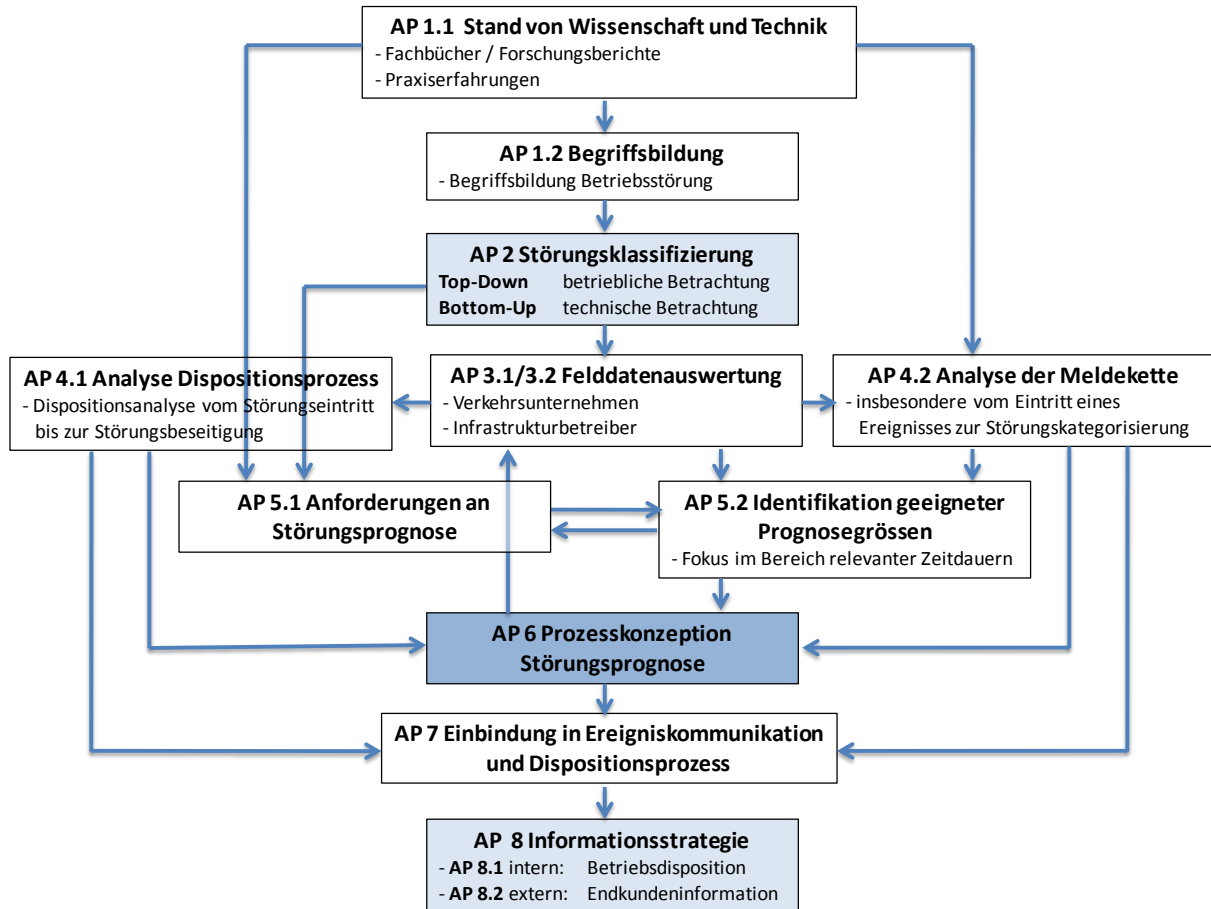 AP 1.1 Stand von Wissenschaft und Technik
- Fachbücher / Forschungsberichte
- Praxiserfahrungen
AP 1.2 Begriffsbildung
- Begriffsbildung Betriebsstörung
AP 2 Störungsklassifizierung
Top-Down betriebliche Betrachtung
Bottom-Up technische Betrachtung
AP 4.1 Analyse Dispositionsprozess
- Dispositionsanalyse vom Störungseintritt
bis zur Störungsbeseitigung
AP 3.1/3.2 Felddatenauswertung
- Verkehrsunternehmen
- Infrastrukturbetreiber
AP 4.2 Analyse der Meldekette
- insbesondere vom Eintritt eines
Ereignisses zur Störungskategorisierung
AP 5.1 Anforderungen an
Störungsprognose
AP 5.2 Identifikation geeigneter
Prognosegrössen
- Fokus im Bereich relevanter Zeitdauern
AP 6 Prozesskonzeption
Störungsprognose
AP 7 Einbindung in Ereigniskommunikation
und Dispositionsprozess
AP 8 Informationsstrategie
- AP 8.1 intern: Betriebsdisposition
- AP 8.2 extern: Endkundeninformation